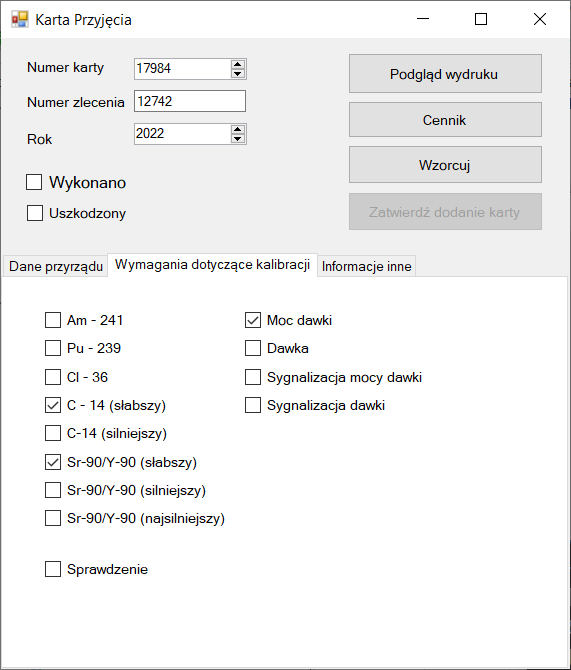 Karta Przyjęcia
Numer karty 17984
Numer zlecenia 12742
Rok 2022
Wykonano
Uszkodzony
Podgląd wydruku
Cennik
Wzorcuj
Zatwierdź dodanie karty
Dane przyrządu Wymagania dotyczące kalibracji Informacje inne
Am - 241
Pu - 239
Cl - 36
C - 14 (słabszy)
C-14 (silniejszy)
Sr-90/Y-90 (słabszy)
Sr-90/Y-90 (silniejszy)
Sr-90/Y-90 (najsilniejszy)
Sprawdzenie
Moc dawki
Dawka
Sygnalizacja mocy dawki
Sygnalizacja dawki